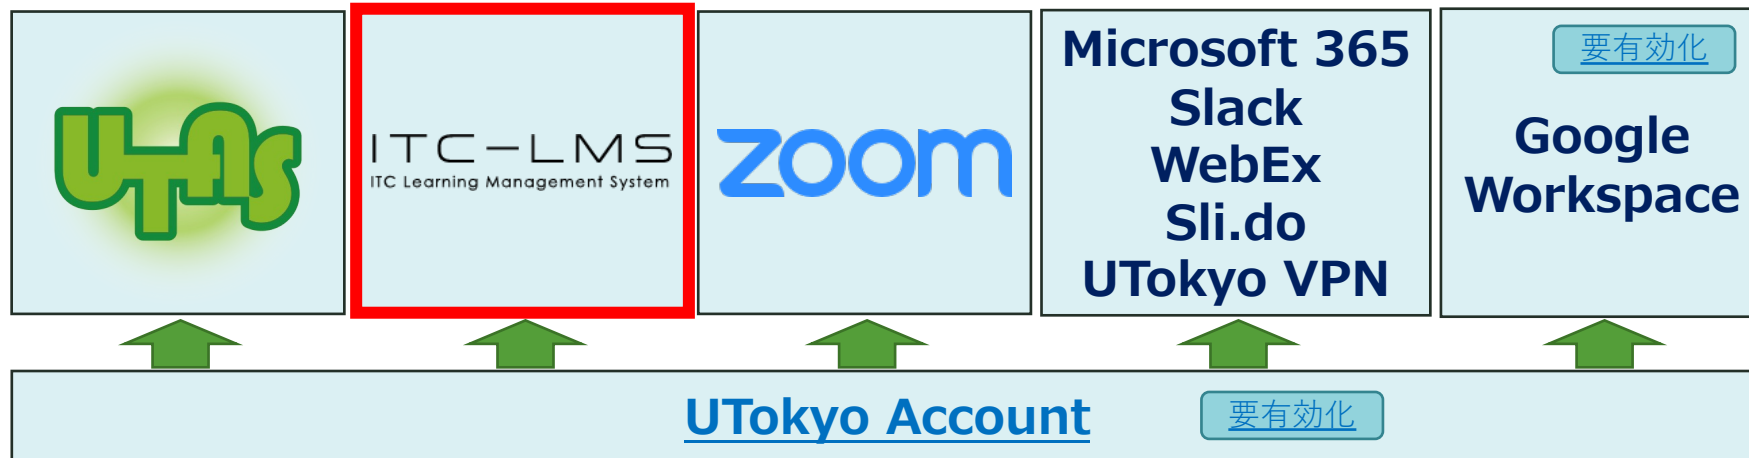 UTAS
ITC-LMS
ITC Learning Management System
zoom
Microsoft 365
Slack
WebEx
Sli.do
UTokyo VPN
要有効化
Google
Workspace
UTokyo Account
要有効化